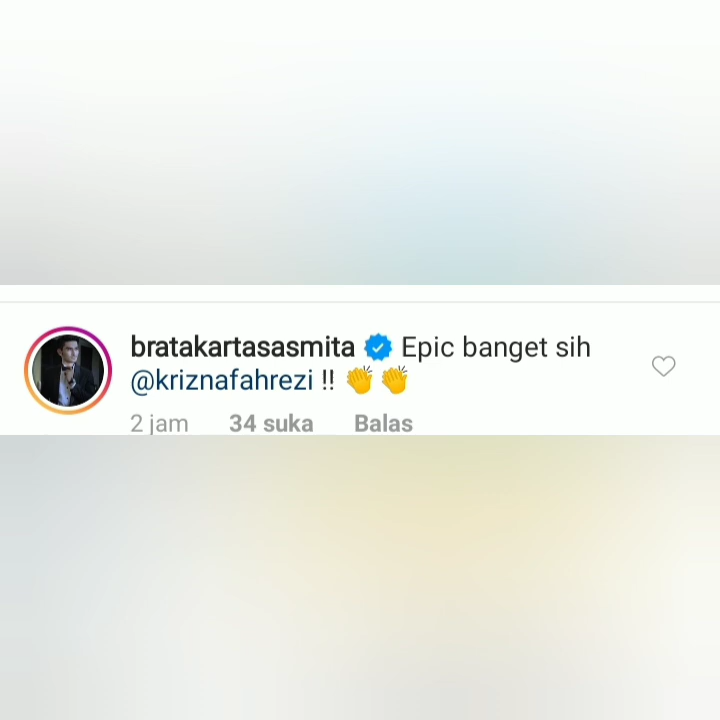 bratakartasasmita Epic banget sih
@kriznafahrezi !! 👏👏
2 jam 34 suka Balas